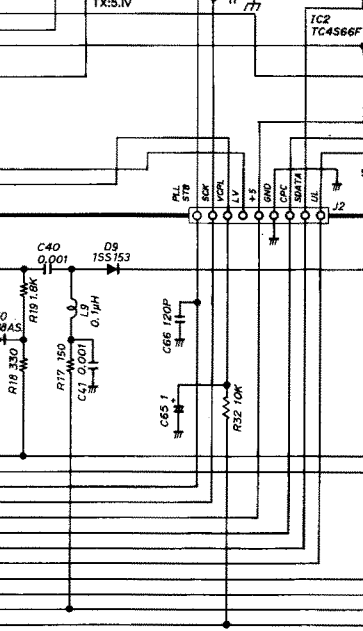 TX:5.1V
IC2
TC4S66F
PLL
STB
SCK
VCPL
LV
+5
GND
CPC
SDATA
UL
J2
C40
0.001
D9
1SS153
R19 1.8K
L9
0.1μH
R18 330
R17 150
C41 0.001
C66 120P
C65 1
+
R32 10K